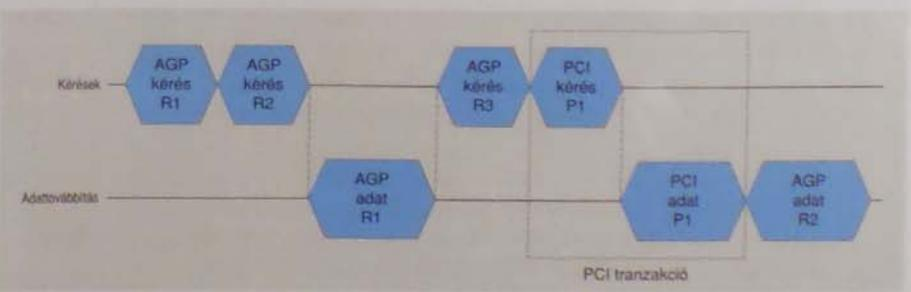 Kérések
AGP
kérés
R1
AGP
kérés
R2
AGP
kérés
R3
PCI
kérés
P1
Adattovábbítás
AGP
adat
R1
PCI
adat
P1
AGP
adat
R2
PCI tranzakció